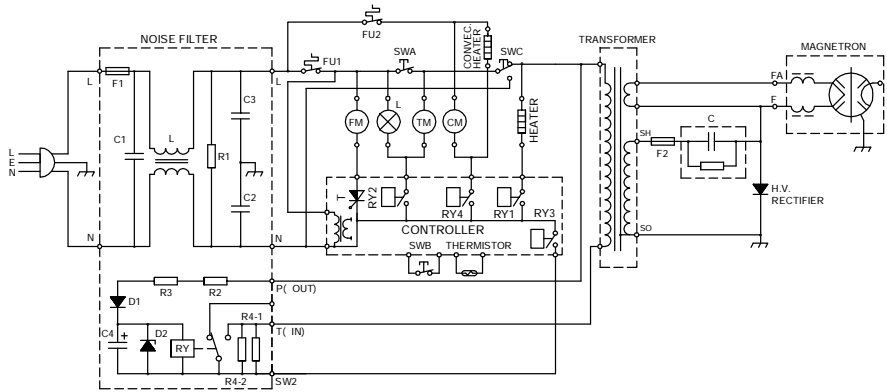 NOISE FILTER
FU2
CONVEC.
HEATER
TRANSFORMER
MAGNETRON
L
F1
L
L
FU1
SWA
SWC
FA
F
C1
C3
R1
C2
FM
L
TM
CM
HEATER
SH
F2
C
L
E
N
T
RY2
RY4
RY1
RY3
H.V.
RECTIFIER
N
N
CONTROLLER
SWB
THERMISTOR
SO
R3
R2
P( OUT)
D1
C4
+
D2
RY
R4-1
T( IN)
R4-2
SW2